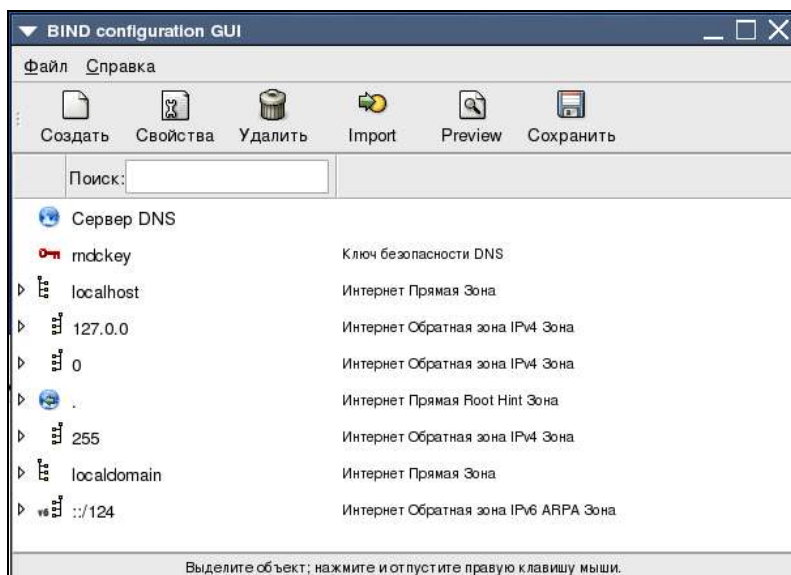 BIND configuration GUI
Файл Справка
Создать Свойства Удалить Import Preview Сохранить
Поиск:
Сервер DNS
rndckey Ключ безопасности DNS
localhost Интернет Прямая Зона
127.0.0 Интернет Обратная зона IPv4 Зона
0 Интернет Обратная зона IPv4 Зона
. Интернет Прямая Root Hint Зона
255 Интернет Обратная зона IPv4 Зона
localdomain Интернет Прямая Зона
v6 ::/124 Интернет Обратная зона IPv6 ARPA Зона
Выделите объект; нажмите и отпустите правую клавишу мыши.